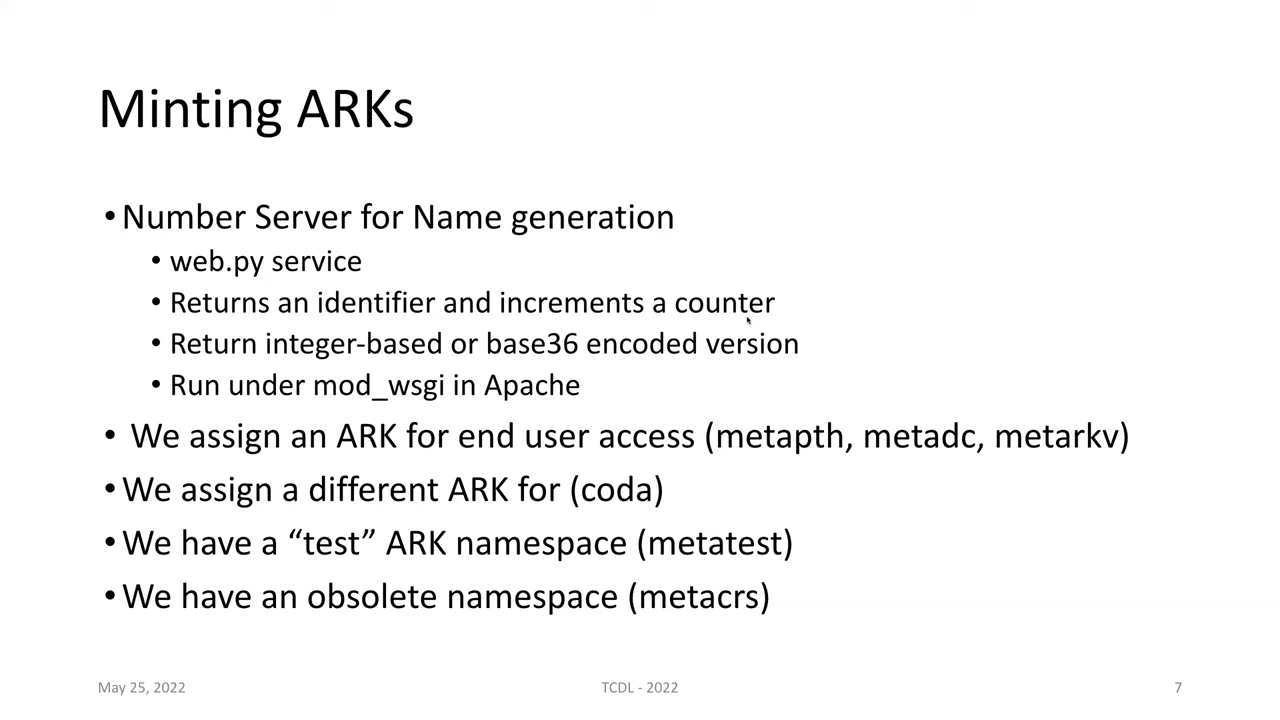 Minting ARKs
• Number Server for Name generation
• web.py service
• Returns an identifier and increments a counter
• Return integer-based or base36 encoded version
• Run under mod_wsgi in Apache
• We assign an ARK for end user access (metapth, metadc, metarkv)
• We assign a different ARK for (coda)
• We have a “test” ARK namespace (metatest)
• We have an obsolete namespace (metacrs)
May 25, 2022
TCDL - 2022
7